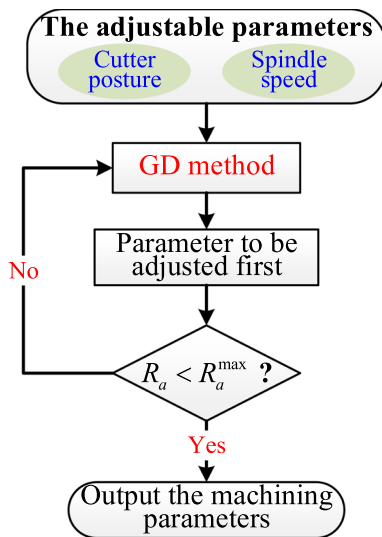 The adjustable parameters
Cutter
posture
Spindle
speed
GD method
Parameter to be
adjusted first
No
Rₐ < Rₐᵐᵃˣ ?
Yes
Output the machining
parameters